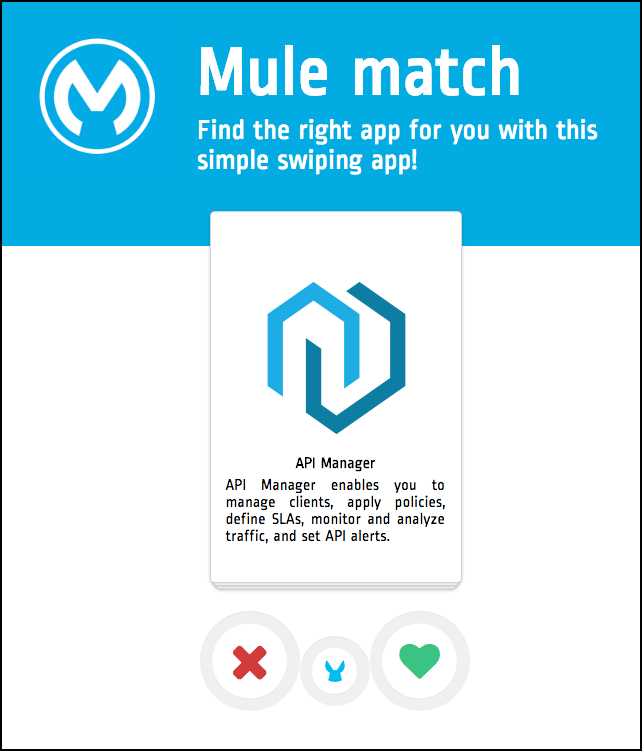 Mule match
Find the right app for you with this
simple swiping app!
API Manager
API Manager enables you to
manage clients, apply policies,
define SLAs, monitor and analyze
traffic, and set API alerts.